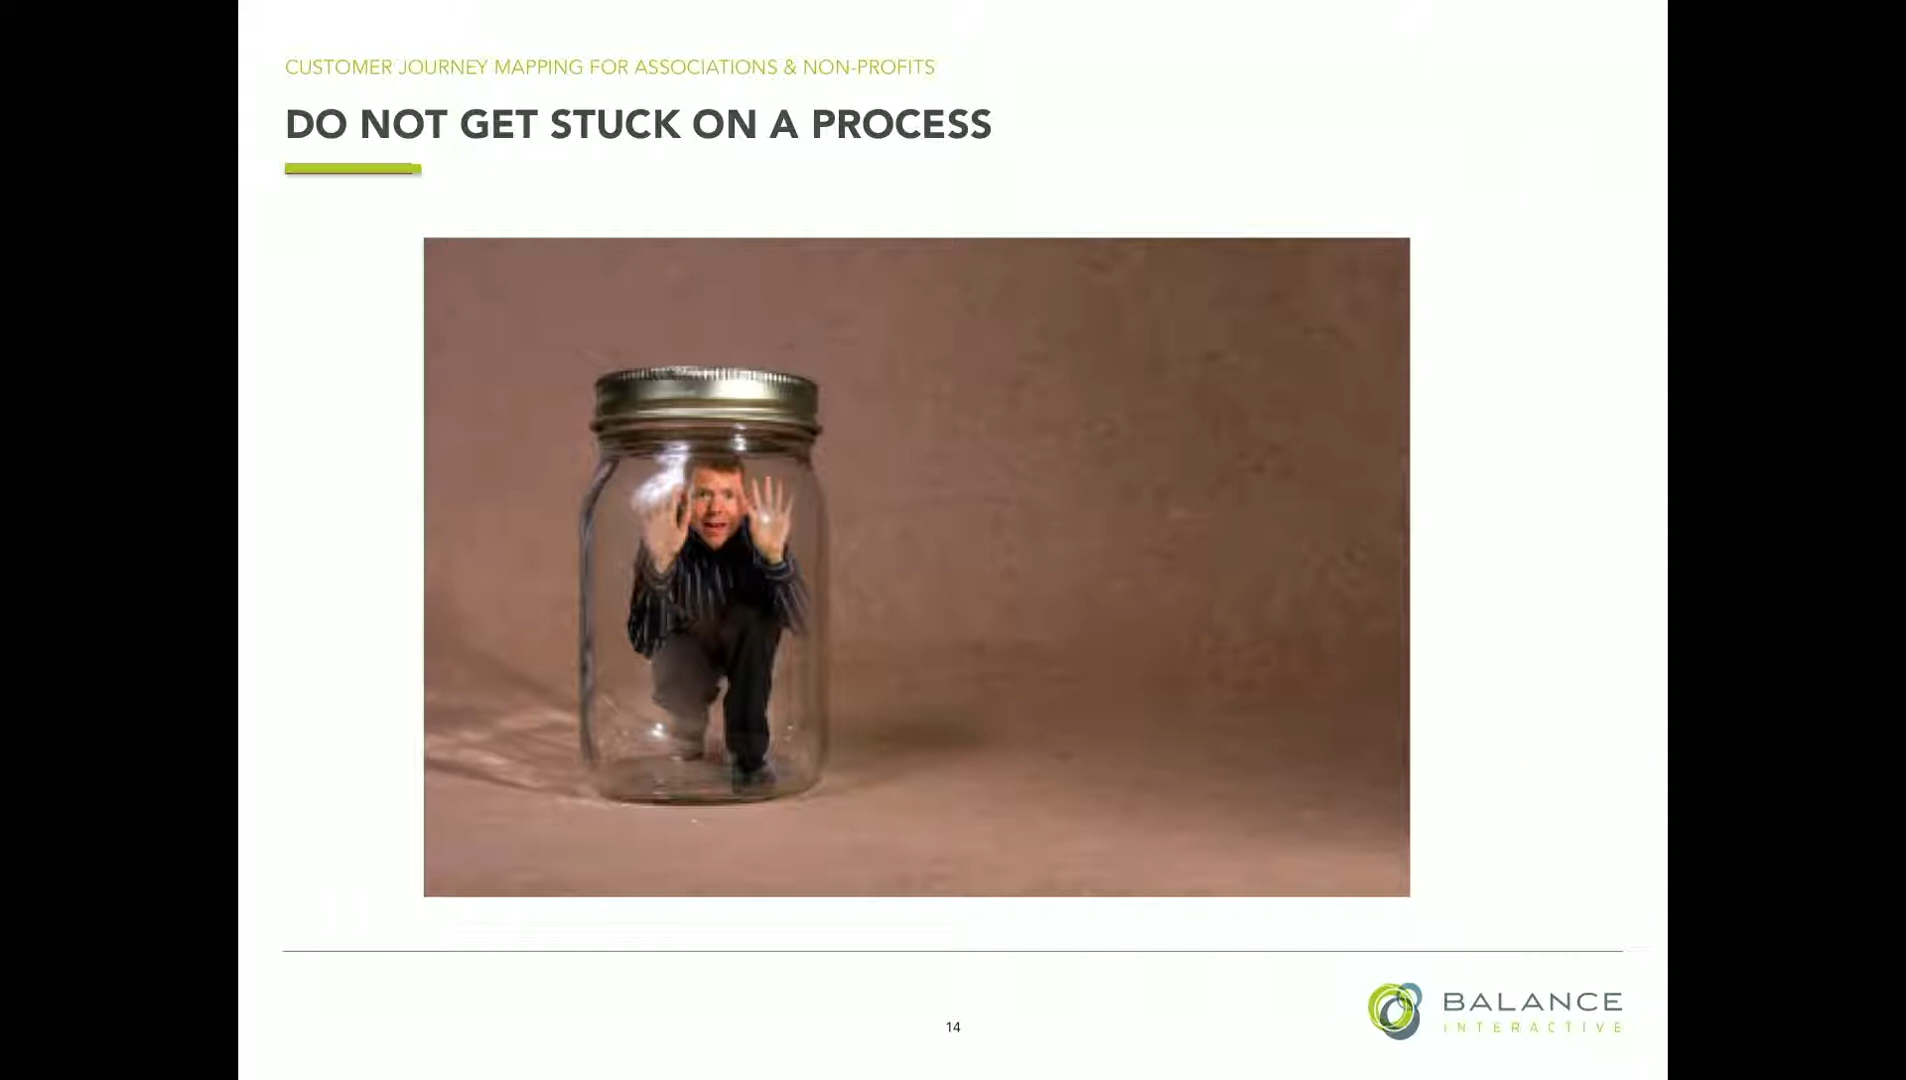 CUSTOMER JOURNEY MAPPING FOR ASSOCIATIONS & NON-PROFITS
DO NOT GET STUCK ON A PROCESS
14
BALANCE
INTERACTIVE